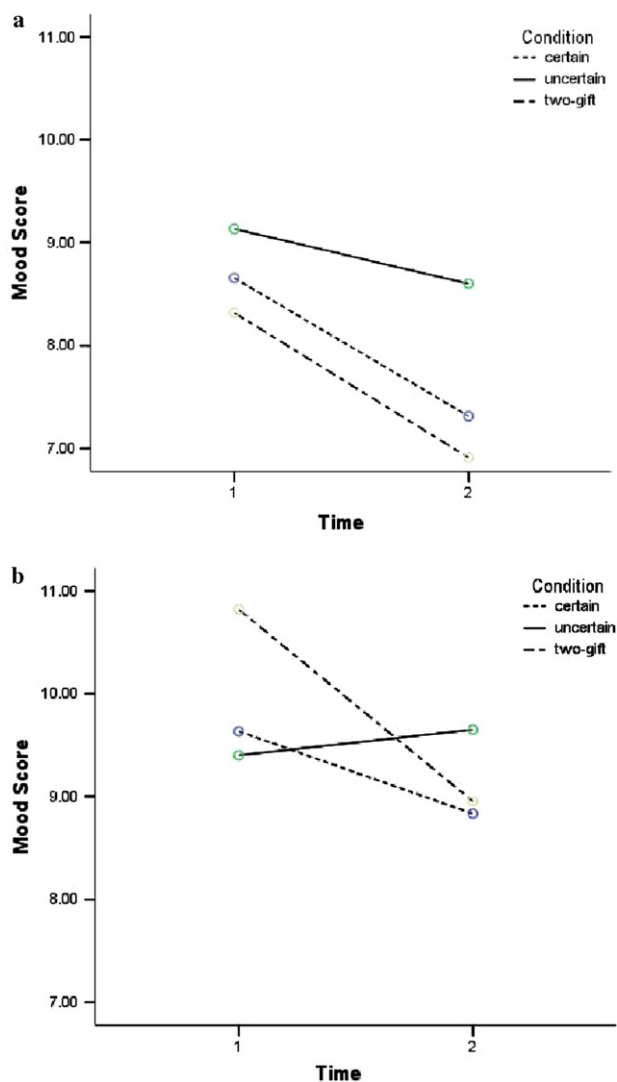 a
11.00
10.00
9.00
8.00
7.00
Mood Score
1
2
Time
Condition
certain
uncertain
two-gift
b
11.00
10.00
9.00
8.00
7.00
Mood Score
1
2
Time
Condition
certain
uncertain
two-gift